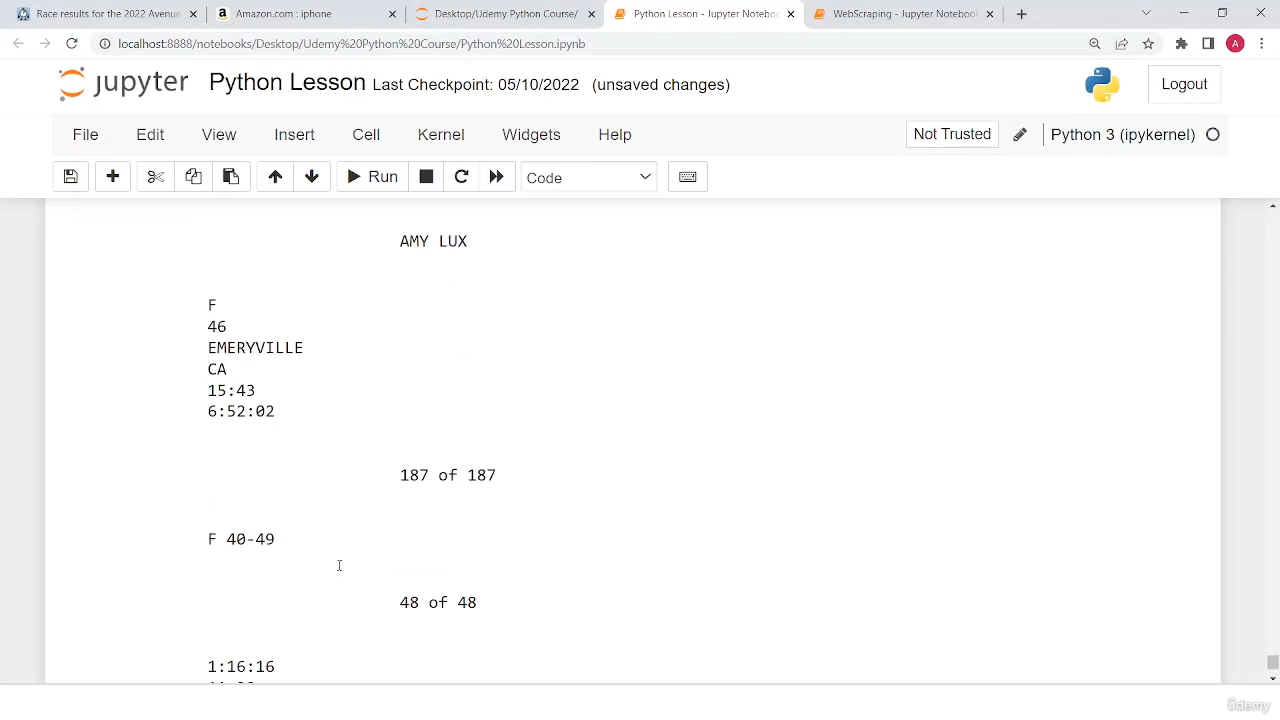 Race results for the 2022 Avenue
Amazon.com : iphone
Desktop/Udemy Python Course/
Python Lesson - Jupyter Noteboo
WebScraping - Jupyter Notebook
localhost:8888/notebooks/Desktop/Udemy%20Python%20Course/Python%20Lesson.ipynb
A
jupyter Python Lesson Last Checkpoint: 05/10/2022 (unsaved changes)
Logout
File Edit View Insert Cell Kernel Widgets Help
Not Trusted
Python 3 (ipykernel)
Run
Code
AMY LUX
F
46
EMERYVILLE
CA
15:43
6:52:02
187 of 187
F 40-49
48 of 48
1:16:16
ûdemy